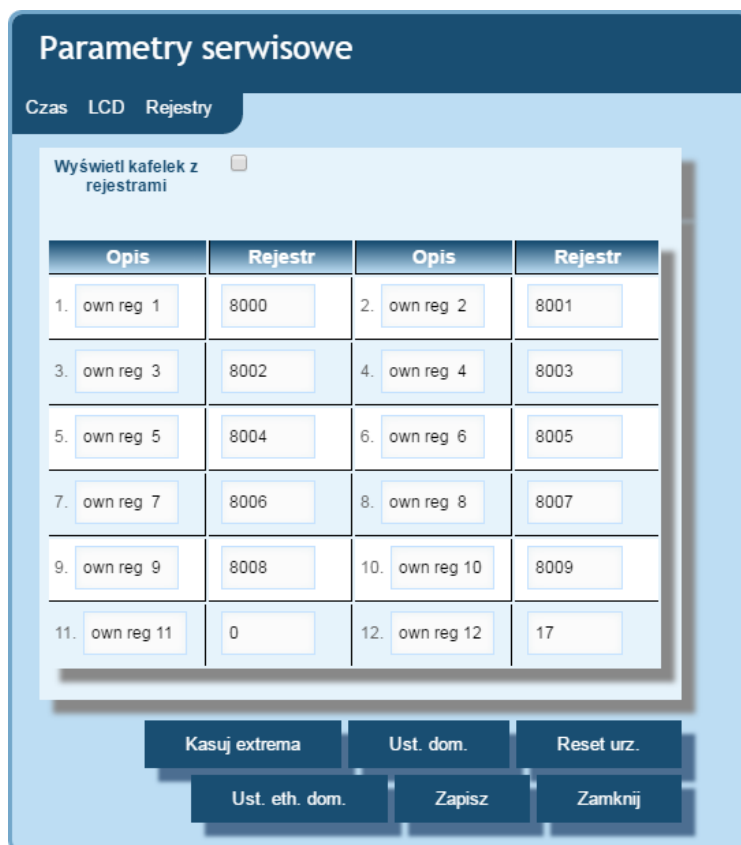 Parametry serwisowe
Czas LCD Rejestry
Wyświetl kafelek z
rejestrami
Opis Rejestr Opis Rejestr
1. own reg 1 8000 2. own reg 2 8001
3. own reg 3 8002 4. own reg 4 8003
5. own reg 5 8004 6. own reg 6 8005
7. own reg 7 8006 8. own reg 8 8007
9. own reg 9 8008 10. own reg 10 8009
11. own reg 11 0 12. own reg 12 17
Kasuj extrema Ust. dom. Reset urz.
Ust. eth. dom. Zapisz Zamknij